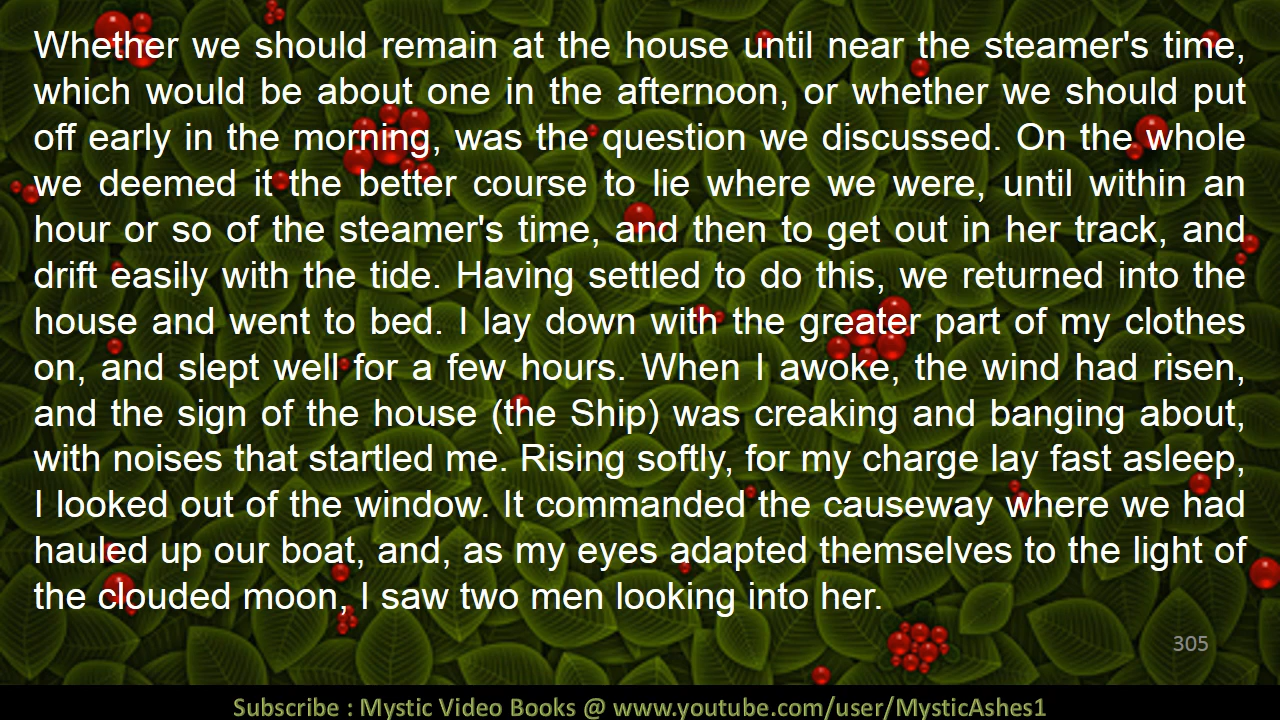 Whether we should remain at the house until near the steamer's time,
which would be about one in the afternoon, or whether we should put
off early in the morning, was the question we discussed. On the whole
we deemed it the better course to lie where we were, until within an
hour or so of the steamer's time, and then to get out in her track, and
drift easily with the tide. Having settled to do this, we returned into the
house and went to bed. I lay down with the greater part of my clothes
on, and slept well for a few hours. When I awoke, the wind had risen,
and the sign of the house (the Ship) was creaking and banging about,
with noises that startled me. Rising softly, for my charge lay fast asleep,
I looked out of the window. It commanded the causeway where we had
hauled up our boat, and, as my eyes adapted themselves to the light of
the clouded moon, I saw two men looking into her.
305
Subscribe : Mystic Video Books @ www.youtube.com/user/MysticAshes1